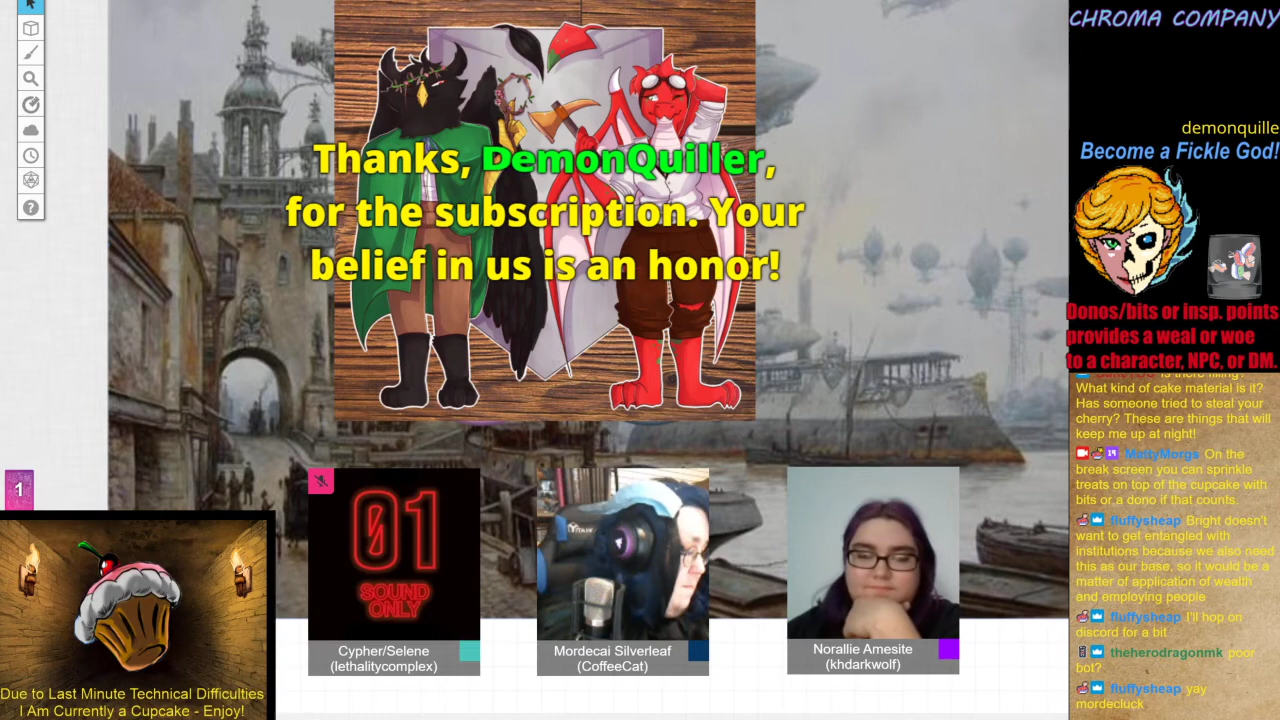 CHROMA COMPANY
demonquille
Become a Fickle God!
Thanks, DemonQuiller,
for the subscription. Your
belief in us is an honor!
Donos/bits or insp. points
provides a weal or woe
to a character, NPC, or DM.
What kind of cake material is it?
Has someone tried to steal your
cherry? These are things that will
keep me up at night!
19 MattyMorgs On the
break screen you can sprinkle
treats on top of the cupcake with
bits or a dono if that counts.
fluffysheap Bright doesn't
want to get entangled with
institutions because we also need
this as our base, so it would be a
matter of application of wealth
and employing people
fluffysheap I'll hop on
discord for a bit
theherodragonmk poor
bot?
fluffysheap yay
mordecluck
1
01
SOUND
ONLY
Cypher/Selene
(lethalitycomplex)
Mordecai Silverleaf
(CoffeeCat)
Norallie Amesite
(khdarkwolf)
Due to Last Minute Technical Difficulties
I Am Currently a Cupcake - Enjoy!